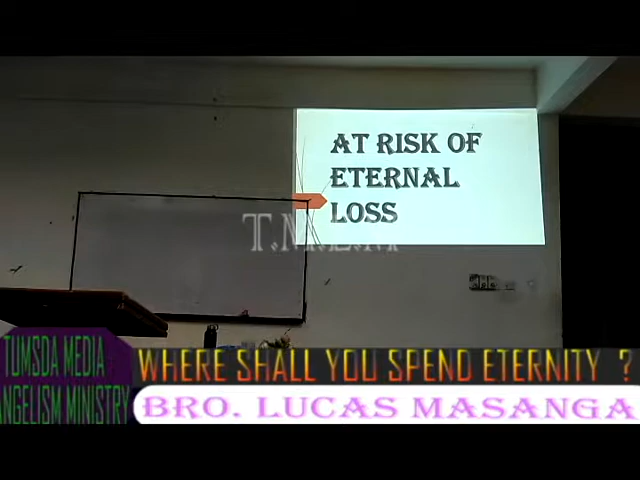 AT RISK OF
ETERNAL
LOSS
T.M.E.M
TUMSDA MEDIA
ANGELISM MINISTRY
WHERE SHALL YOU SPEND ETERNITY ?
BRO. LUCAS MASANGA